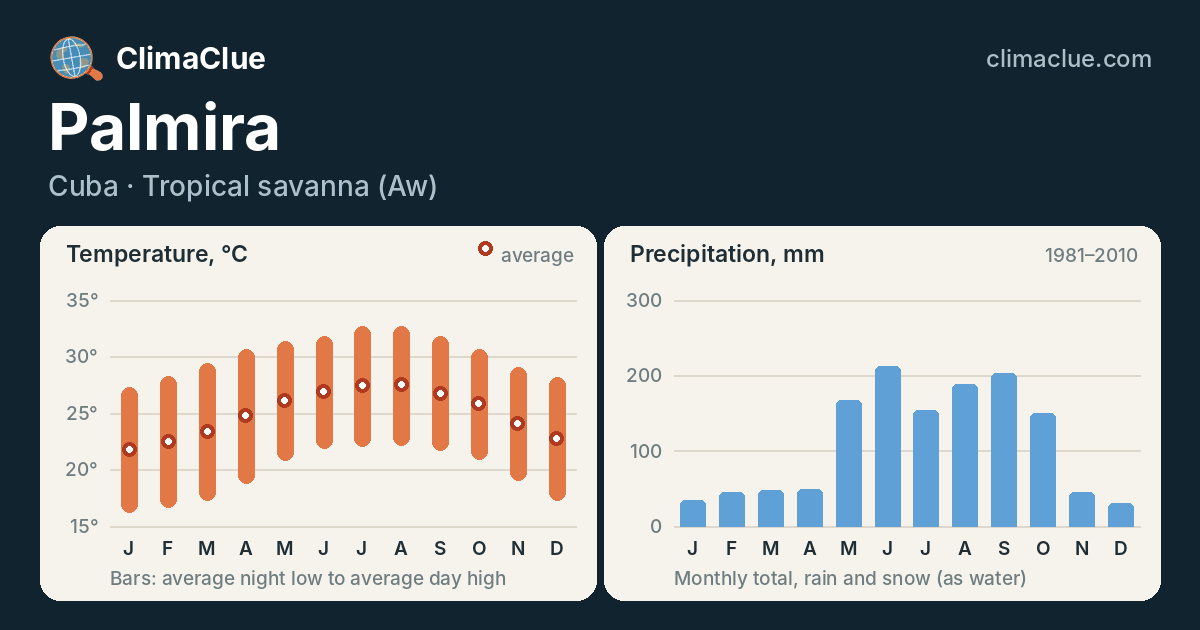 ClimaClue
climaclue.com
Palmira
Cuba · Tropical savanna (Aw)
Temperature, °C
average
35°
30°
25°
20°
15°
J F M A M J J A S O N D
Bars: average night low to average day high
Precipitation, mm
1981–2010
300
200
100
0
J F M A M J J A S O N D
Monthly total, rain and snow (as water)